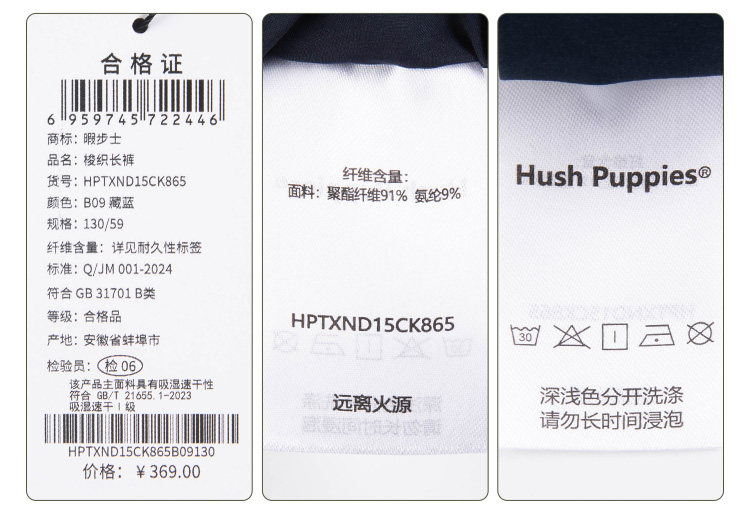 合格证
6 959745 722446
商标：暇步士
品名：梭织长裤
货号：HPTXND15CK865
颜色：B09 藏蓝
规格：130/59
纤维含量：详见耐久性标签
标准：Q/JM 001-2024
符合 GB 31701 B类
等级：合格品
产地：安徽省蚌埠市
检验员：检 06
该产品主面料具有吸湿速干性
符合 GB/T 21655.1-2023
吸湿速干Ⅰ级
HPTXND15CK865B09130
价格：￥369.00
纤维含量：
面料：聚酯纤维91% 氨纶9%
HPTXND15CK865
远离火源
Hush Puppies®
30
深浅色分开洗涤
请勿长时间浸泡